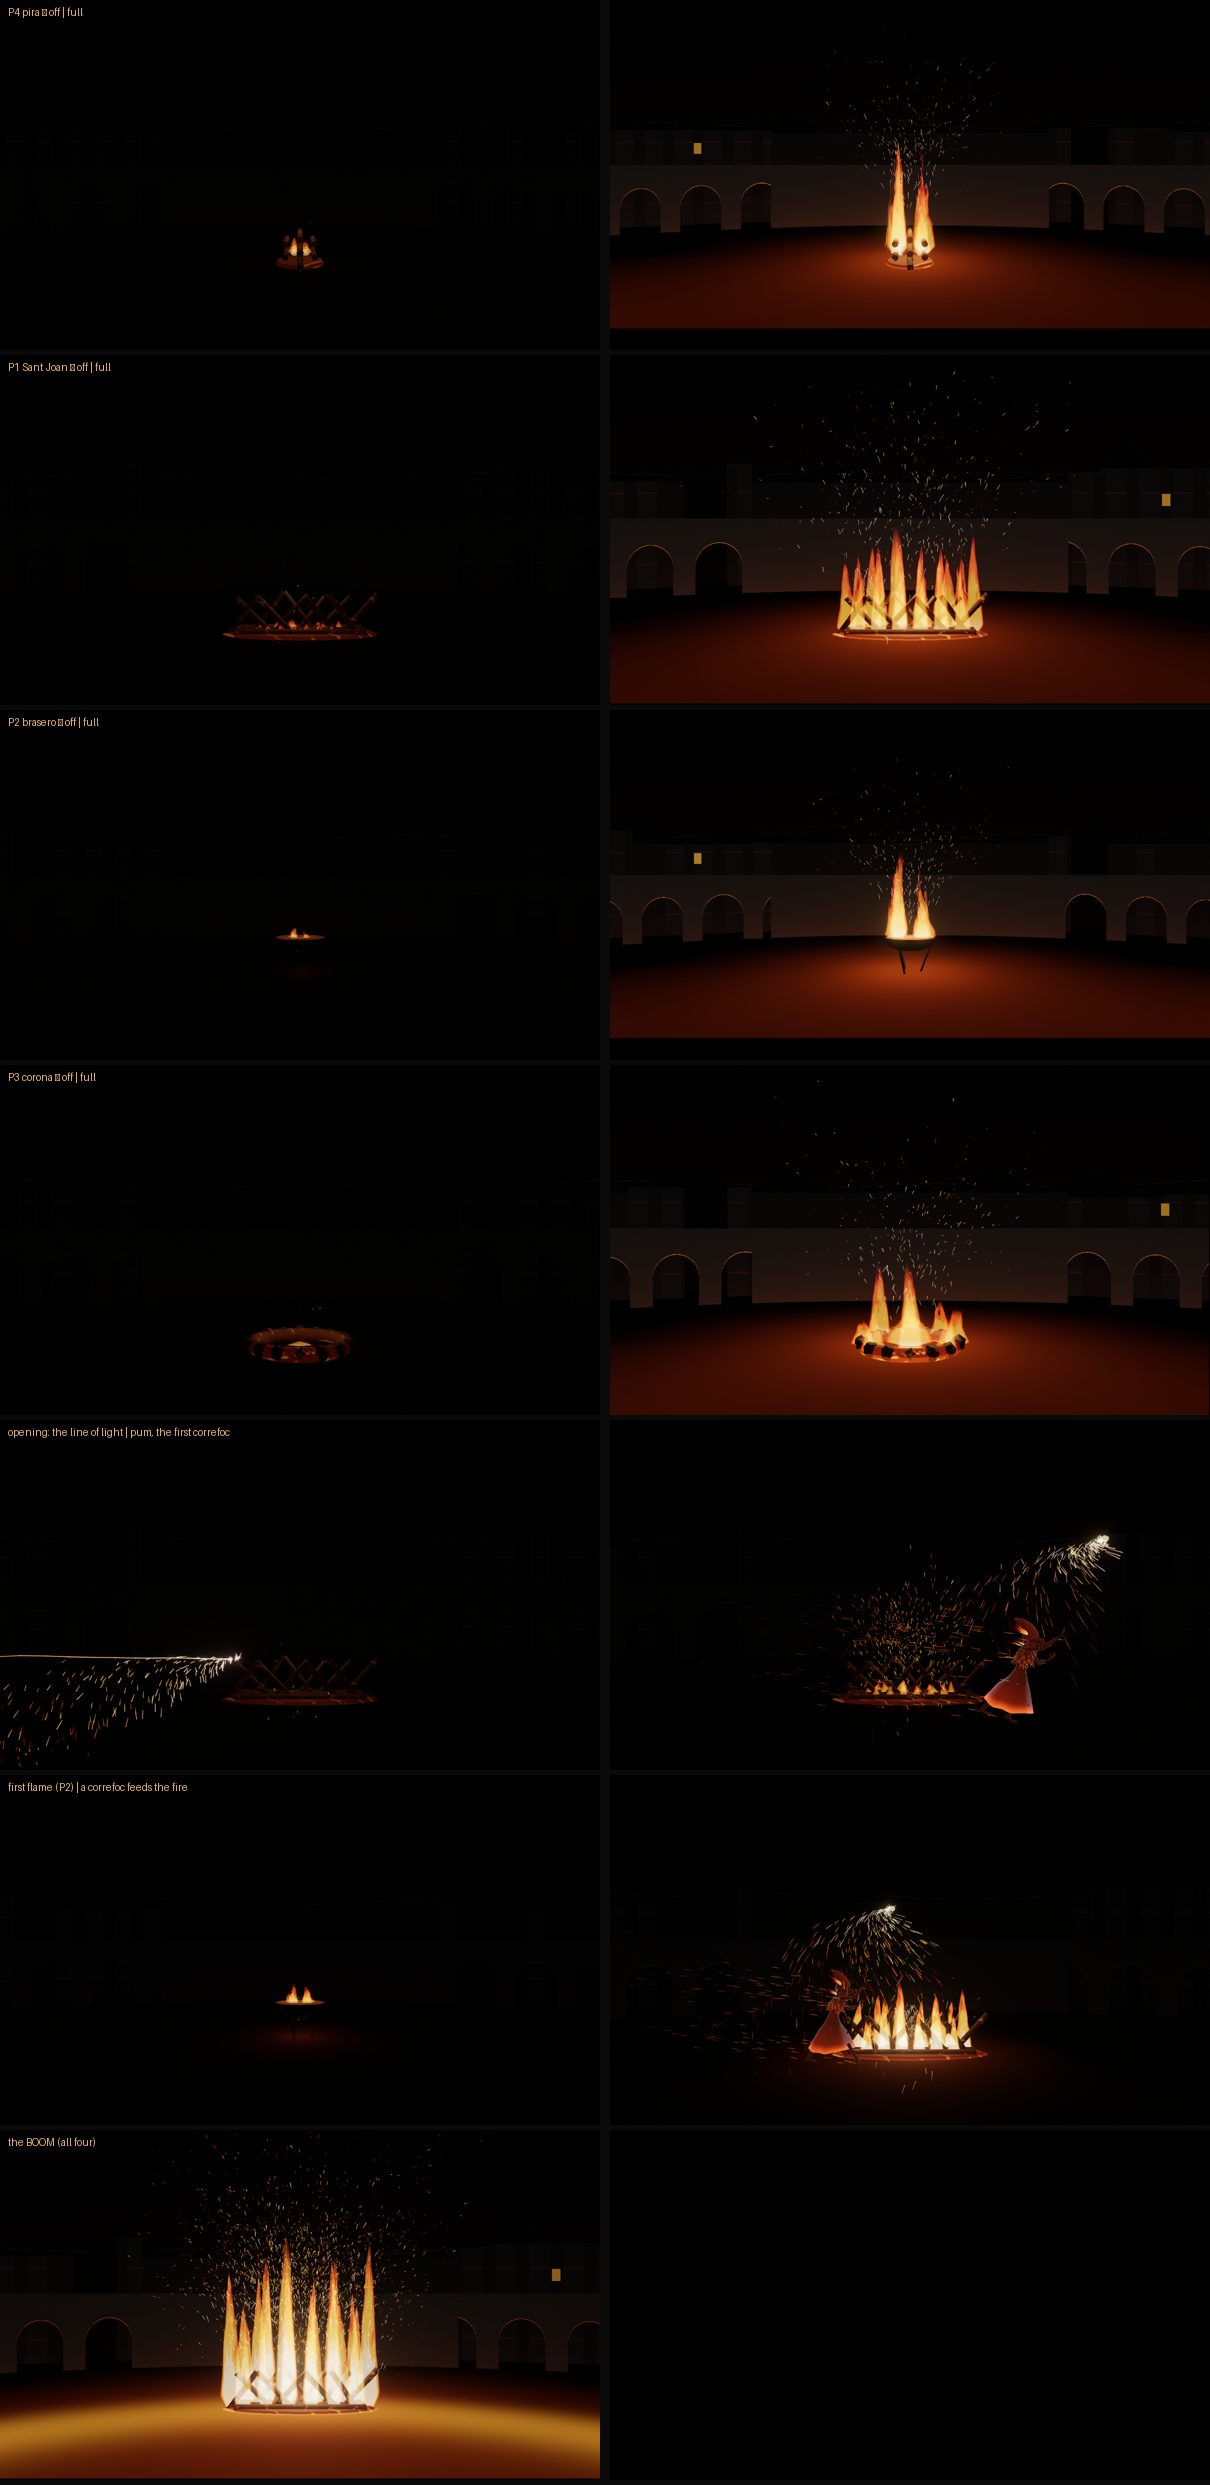 P4 pira □ off | full
P1 Sant Joan □ off | full
P2 brasero □ off | full
P3 corona □ off | full
opening: the line of light | pum, the first correfoc
first flame (P2) | a correfoc feeds the fire
the BOOM (all four)